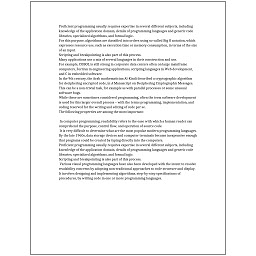 Proficient programming usually requires expertise in several different subjects, including
knowledge of the application domain, details of programming languages and generic code
libraries, specialized algorithms, and formal logic.
For this purpose, algorithms are classified into orders using so-called Big O notation, which
expresses resource use, such as execution time or memory consumption, in terms of the size
of an input.
Scripting and breakpointing is also part of this process.
Many applications use a mix of several languages in their construction and use.
For example, COBOL is still strong in corporate data centers often on large mainframe
computers, Fortran in engineering applications, scripting languages in Web development,
and C in embedded software.
In the 9th century, the Arab mathematician Al-Kindi described a cryptographic algorithm
for deciphering encrypted code, in A Manuscript on Deciphering Cryptographic Messages.
This can be a non-trivial task, for example as with parallel processes or some unusual
software bugs.
While these are sometimes considered programming, often the term software development
is used for this larger overall process – with the terms programming, implementation, and
coding reserved for the writing and editing of code per se.
The following properties are among the most important:

To computer programming, readability refers to the ease with which a human reader can
comprehend the purpose, control flow, and operation of source code.
It is very difficult to determine what are the most popular modern programming languages.
By the late 1960s, data storage devices and computer terminals became inexpensive enough
that programs could be created by typing directly into the computers.
Proficient programming usually requires expertise in several different subjects, including
knowledge of the application domain, details of programming languages and generic code
libraries, specialized algorithms, and formal logic.
Various visual programming languages have also been developed with the intent to resolve
readability concerns by adopting non-traditional approaches to code structure and display.
It involves designing and implementing algorithms, step-by-step specifications of
procedures, by writing code in one or more programming languages.